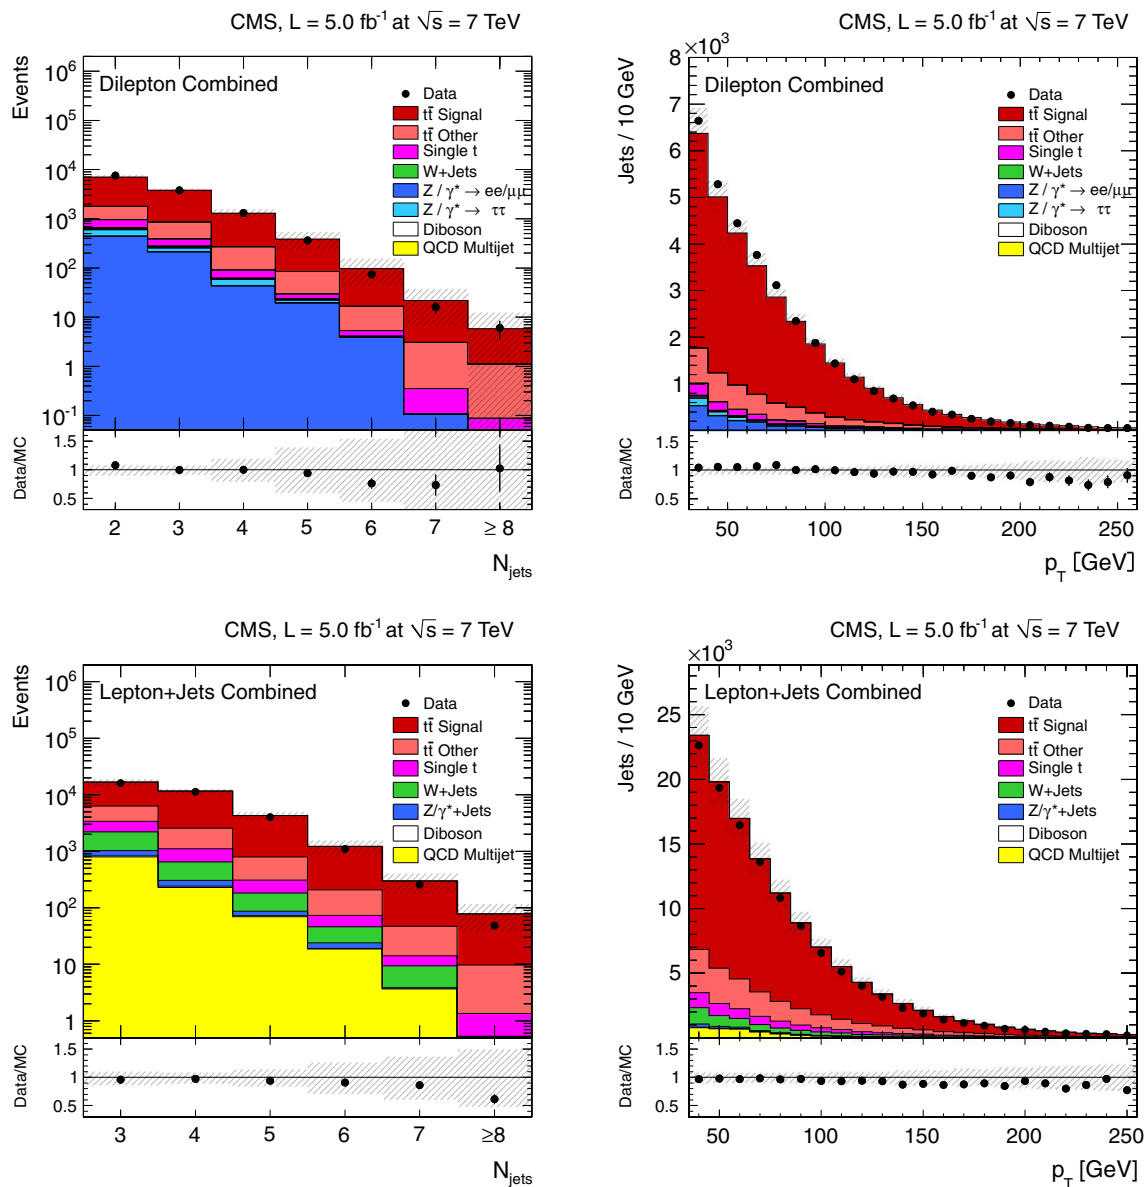 CMS, L = 5.0 fb⁻¹ at √s = 7 TeV
Events
10⁶
10⁵
10⁴
10³
10²
10
1
10⁻¹
Dilepton Combined
Data
tt̄ Signal
tt̄ Other
Single t
W+Jets
Z / γ* → ee/μμ
Z / γ* → ττ
Diboson
QCD Multijet
Data/MC
1.5
1
0.5
2 3 4 5 6 7 ≥ 8
N_jets
CMS, L = 5.0 fb⁻¹ at √s = 7 TeV
×10³
Jets / 10 GeV
8
7
6
5
4
3
2
1
Dilepton Combined
Data
tt̄ Signal
tt̄ Other
Single t
W+Jets
Z / γ* → ee/μμ
Z / γ* → ττ
Diboson
QCD Multijet
Data/MC
1.5
1
0.5
50 100 150 200 250
p_T [GeV]
CMS, L = 5.0 fb⁻¹ at √s = 7 TeV
Events
10⁶
10⁵
10⁴
10³
10²
10
1
Lepton+Jets Combined
Data
tt̄ Signal
tt̄ Other
Single t
W+Jets
Z/γ*+Jets
Diboson
QCD Multijet
Data/MC
1.5
1
0.5
3 4 5 6 7 ≥8
N_jets
CMS, L = 5.0 fb⁻¹ at √s = 7 TeV
×10³
Jets / 10 GeV
25
20
15
10
5
Lepton+Jets Combined
Data
tt̄ Signal
tt̄ Other
Single t
W+Jets
Z/γ*+Jets
Diboson
QCD Multijet
Data/MC
1.5
1
0.5
50 100 150 200 250
p_T [GeV]